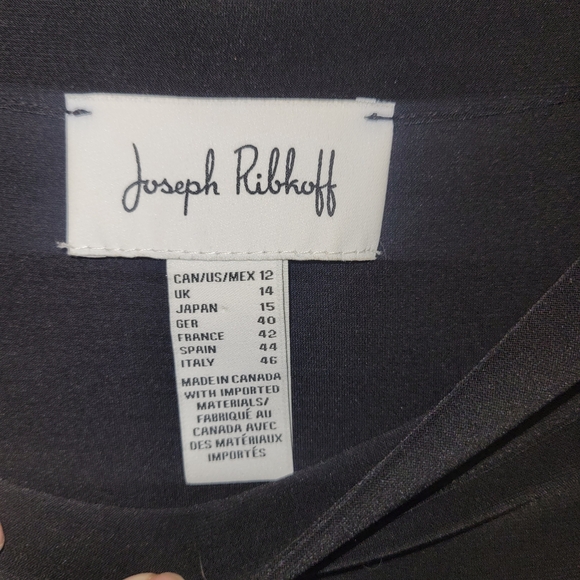 Joseph Ribkoff
CAN/US/MEX 12
UK 14
JAPAN 15
GER 40
FRANCE 42
SPAIN 44
ITALY 46
MADE IN CANADA
WITH IMPORTED
MATERIALS/
FABRIQUÉ AU
CANADA AVEC
DES MATÉRIAUX
IMPORTÉS